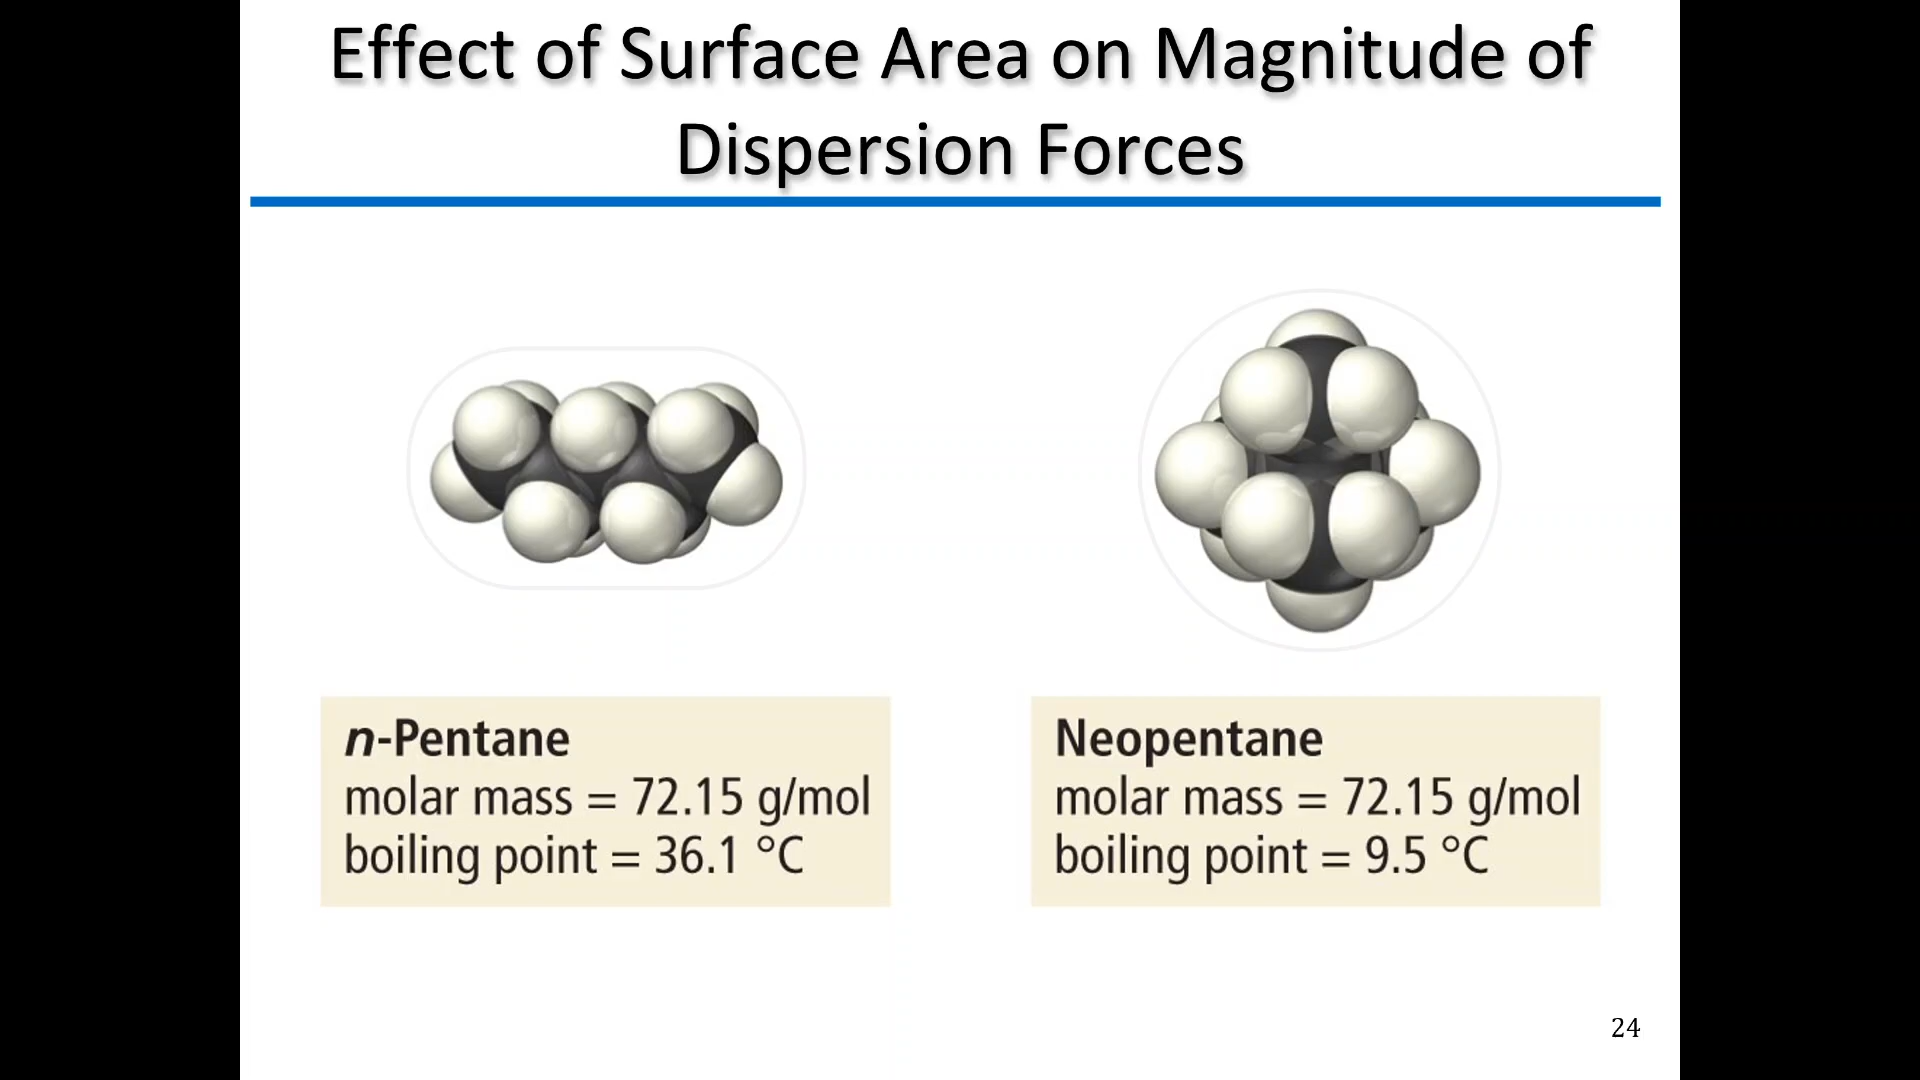 Effect of Surface Area on Magnitude of
Dispersion Forces
n-Pentane
molar mass = 72.15 g/mol
boiling point = 36.1 °C
Neopentane
molar mass = 72.15 g/mol
boiling point = 9.5 °C
24